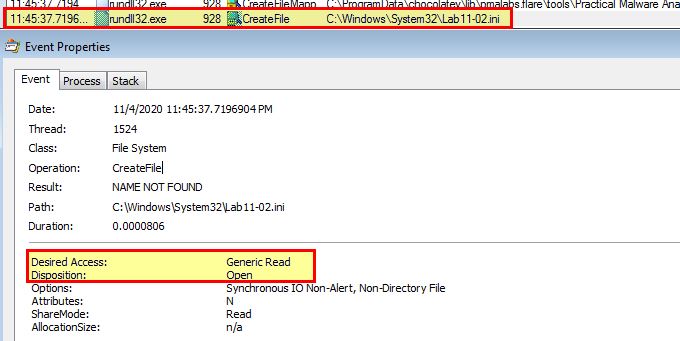 11:45:37.7194 rundll32.exe 928 CreateFileMapp C:\ProgramData\chocolatey\lib\pmalabs.flare\tools\Practical Malware Ana
11:45:37.7196... rundll32.exe 928 CreateFile C:\Windows\System32\Lab11-02.ini
Event Properties
Event Process Stack
Date: 11/4/2020 11:45:37.7196904 PM
Thread: 1524
Class: File System
Operation: CreateFile
Result: NAME NOT FOUND
Path: C:\Windows\System32\Lab11-02.ini
Duration: 0.0000806
Desired Access: Generic Read
Disposition: Open
Options: Synchronous IO Non-Alert, Non-Directory File
Attributes: N
ShareMode: Read
AllocationSize: n/a